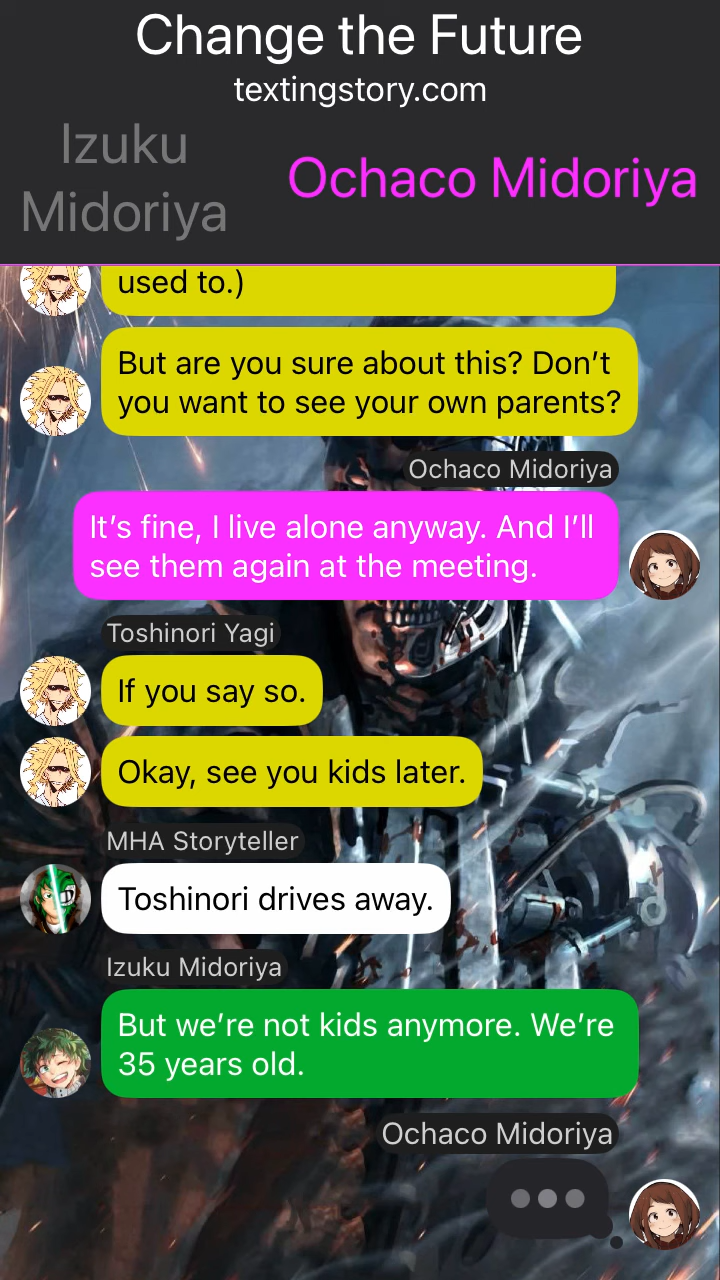 Change the Future
textingstory.com
Izuku
Midoriya
Ochaco Midoriya
used to.)
But are you sure about this? Don’t
you want to see your own parents?
Ochaco Midoriya
It’s fine, I live alone anyway. And I’ll
see them again at the meeting.
Toshinori Yagi
If you say so.
Okay, see you kids later.
MHA Storyteller
Toshinori drives away.
Izuku Midoriya
But we’re not kids anymore. We’re
35 years old.
Ochaco Midoriya